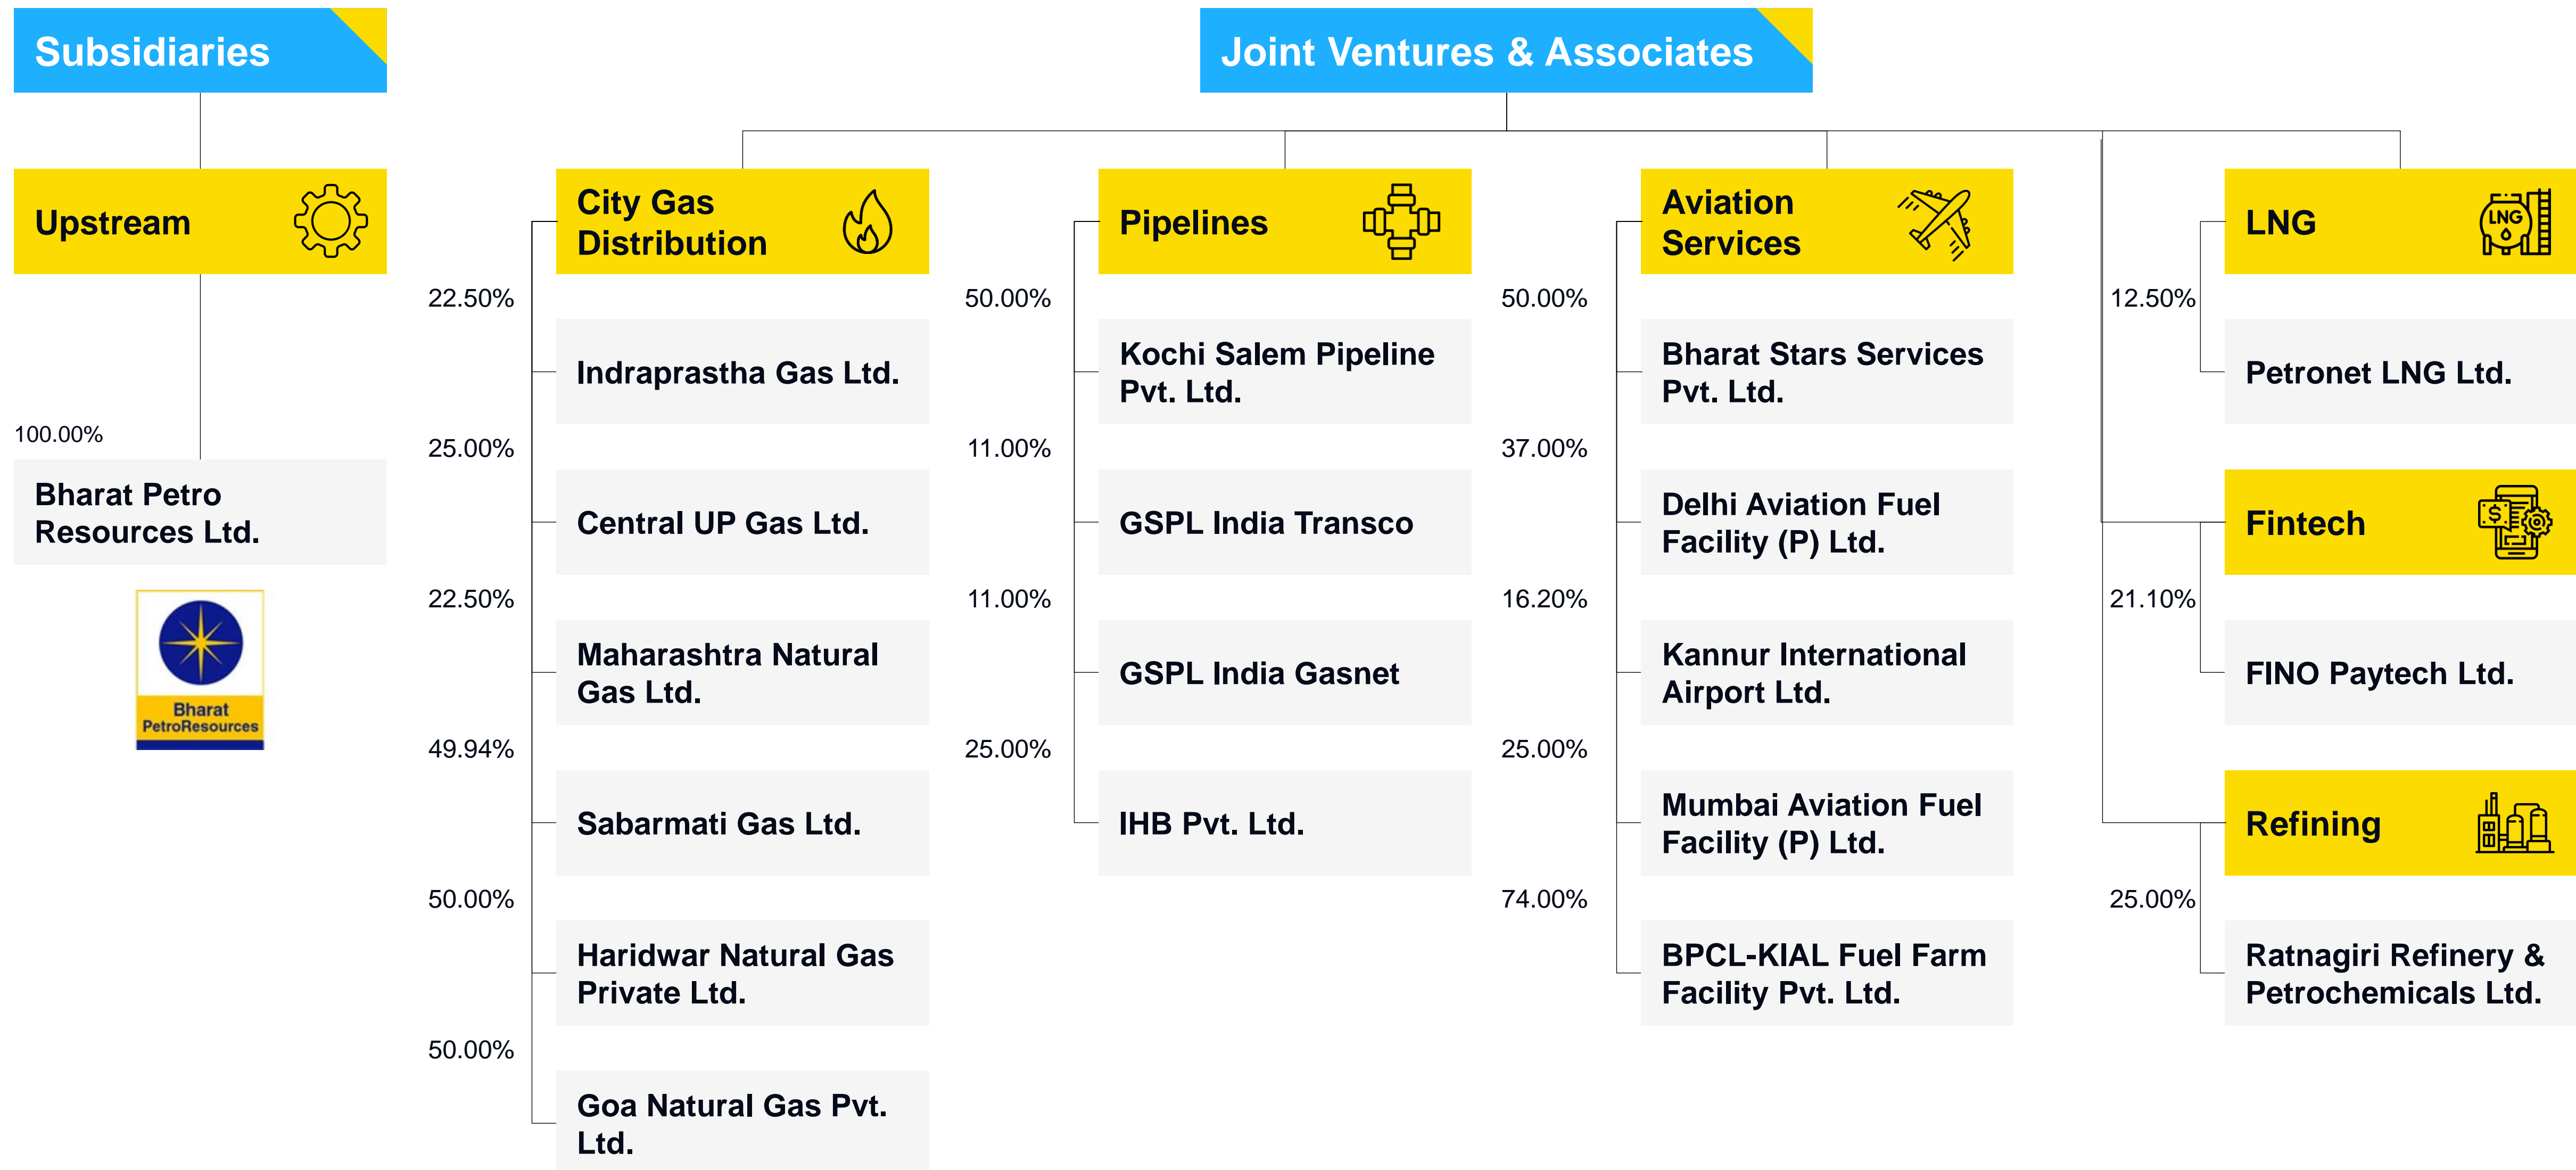 Subsidiaries
Upstream
100.00%
Bharat Petro
Resources Ltd.
Bharat
PetroResources
Joint Ventures & Associates
City Gas
Distribution
22.50%
Indraprastha Gas Ltd.
25.00%
Central UP Gas Ltd.
22.50%
Maharashtra Natural
Gas Ltd.
49.94%
Sabarmati Gas Ltd.
50.00%
Haridwar Natural Gas
Private Ltd.
50.00%
Goa Natural Gas Pvt.
Ltd.
Pipelines
50.00%
Kochi Salem Pipeline
Pvt. Ltd.
11.00%
GSPL India Transco
11.00%
GSPL India Gasnet
25.00%
IHB Pvt. Ltd.
Aviation
Services
50.00%
Bharat Stars Services
Pvt. Ltd.
37.00%
Delhi Aviation Fuel
Facility (P) Ltd.
16.20%
Kannur International
Airport Ltd.
25.00%
Mumbai Aviation Fuel
Facility (P) Ltd.
74.00%
BPCL-KIAL Fuel Farm
Facility Pvt. Ltd.
LNG
LNG
12.50%
Petronet LNG Ltd.
Fintech
$
21.10%
FINO Paytech Ltd.
Refining
25.00%
Ratnagiri Refinery &
Petrochemicals Ltd.